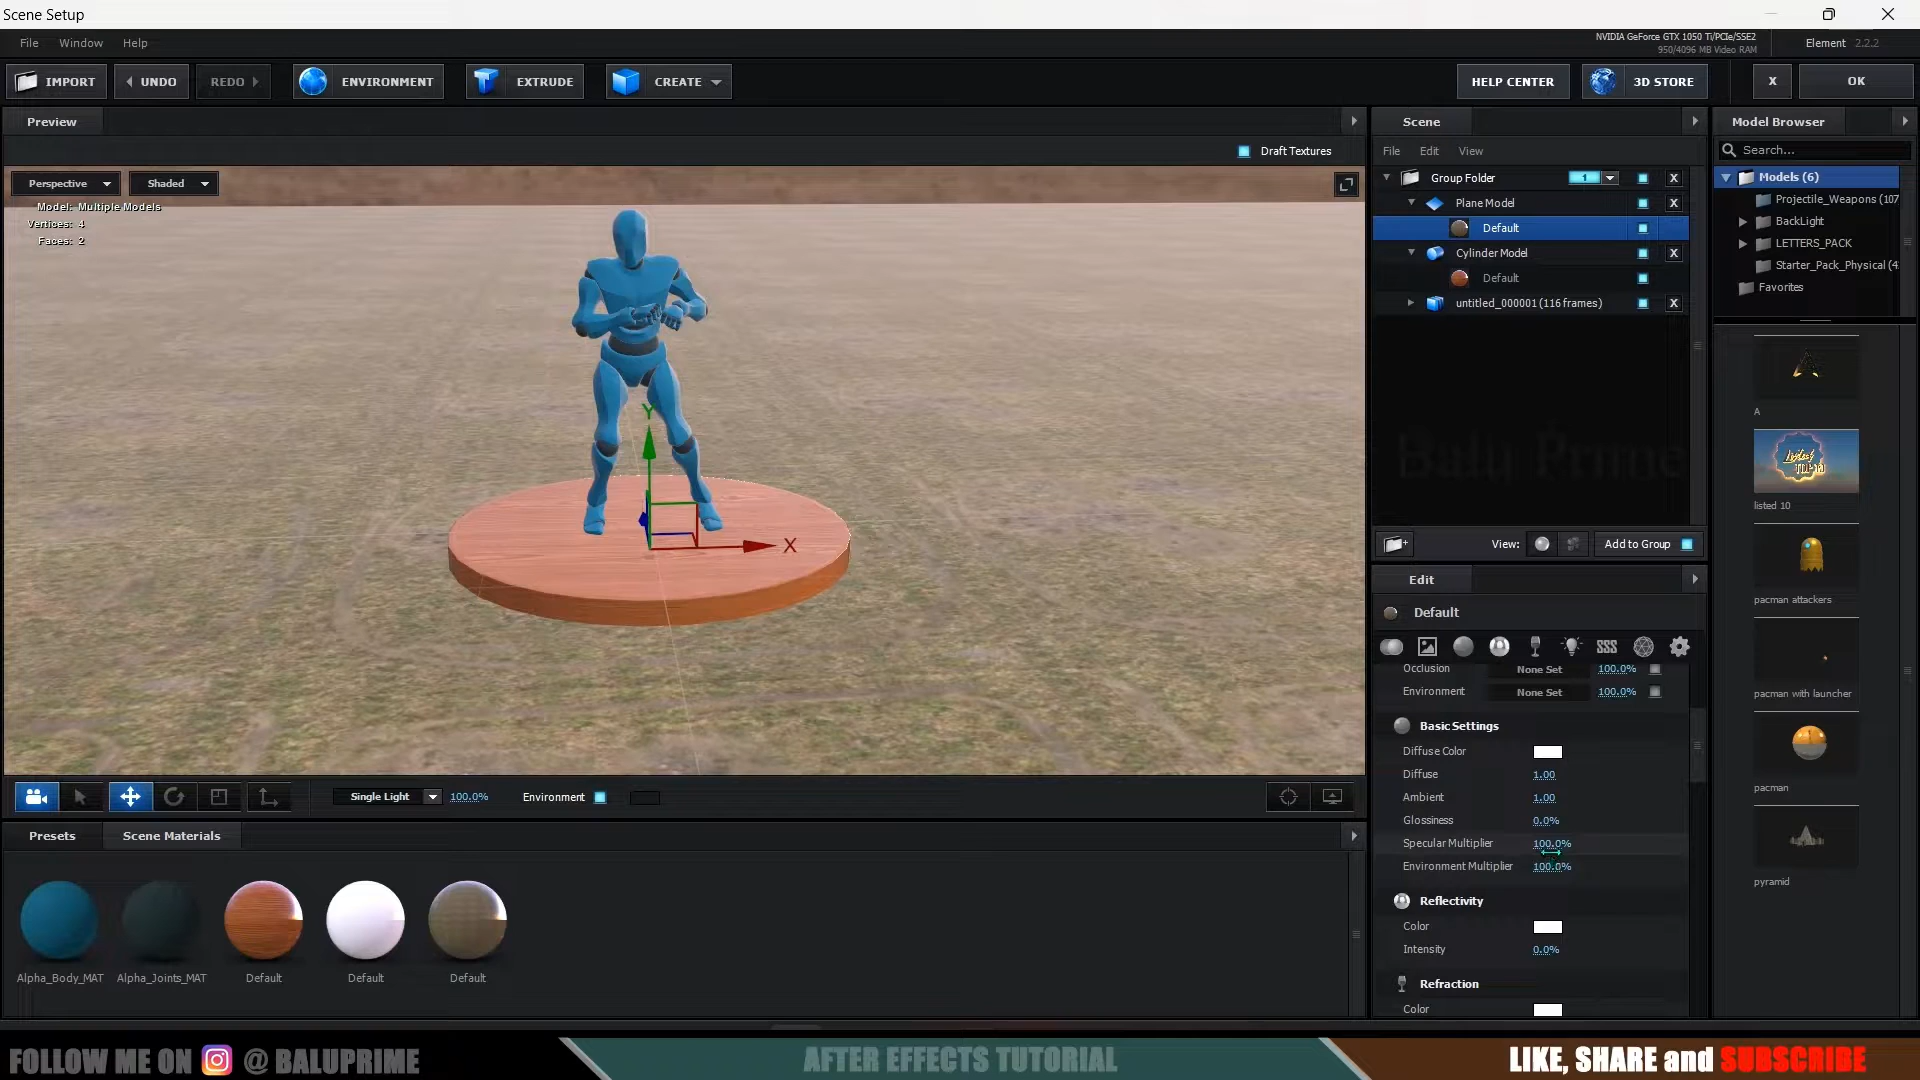 Scene Setup
File Window Help
NVIDIA GeForce GTX 1050 Ti/PCIe/SSE2
950/4096 MB Video RAM
Element 2.2.2
IMPORT UNDO REDO ENVIRONMENT EXTRUDE CREATE
HELP CENTER 3D STORE X OK
Preview
Draft Textures
Perspective Shaded
Model: Multiple Models
Vertices: 4
Faces: 2
Y
X
Single Light 100.0% Environment
Presets Scene Materials
Alpha_Body_MAT Alpha_Joints_MAT Default Default Default
Scene
File Edit View
Group Folder 1 X
Plane Model X
Default
Cylinder Model X
Default
untitled_000001 (116 frames) X
Balu Prime
View: Add to Group
Edit
Default
SSS
Occlusion None Set 100.0%
Environment None Set 100.0%
Basic Settings
Diffuse Color
Diffuse 1.00
Ambient 1.00
Glossiness 0.0%
Specular Multiplier 100.0%
Environment Multiplier 100.0%
Reflectivity
Color
Intensity 0.0%
Refraction
Color
Model Browser
Search...
Models (6)
Projectile_Weapons (107
BackLight
LETTERS_PACK
Starter_Pack_Physical (4
Favorites
A
listed 10
pacman attackers
pacman with launcher
pacman
pyramid
FOLLOW ME ON @ BALUPRIME
AFTER EFFECTS TUTORIAL
LIKE, SHARE and SUBSCRIBE